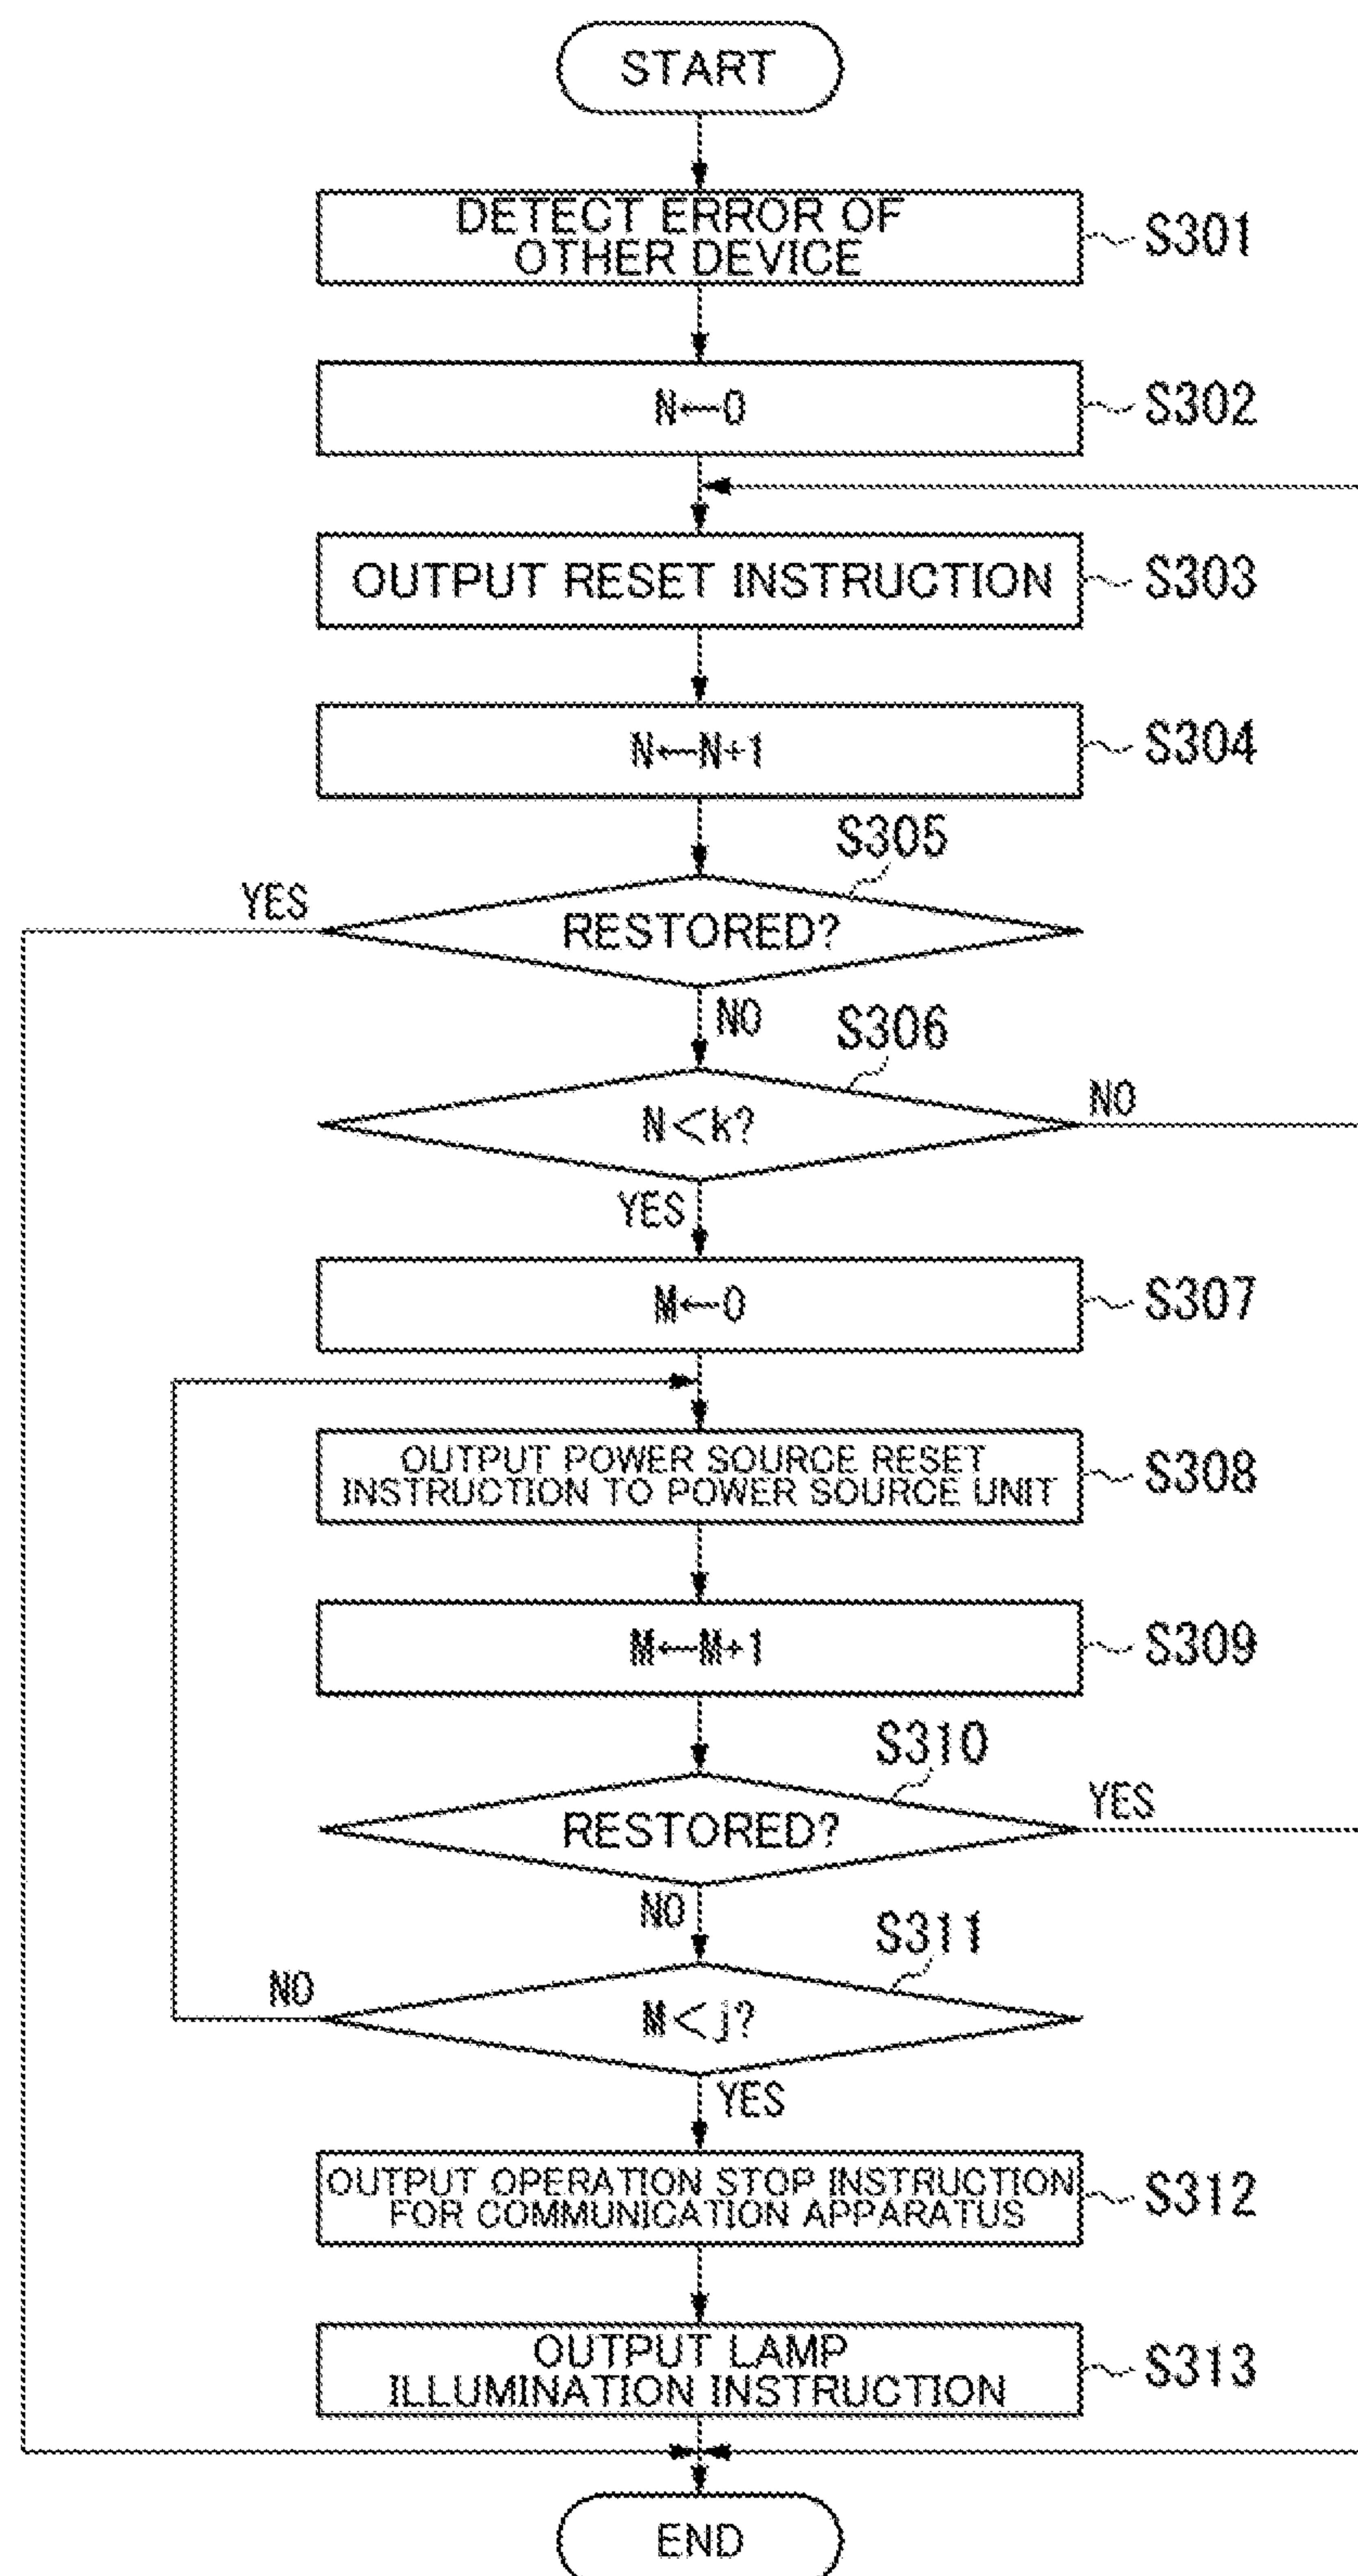 START
DETECT ERROR OF
OTHER DEVICE
S301
N←0
S302
OUTPUT RESET INSTRUCTION
S303
N←N+1
S304
S305
YES
RESTORED?
NO
S306
N<k?
NO
YES
M←0
S307
OUTPUT POWER SOURCE RESET
INSTRUCTION TO POWER SOURCE UNIT
S308
M←M+1
S309
S310
RESTORED?
YES
NO
S311
NO
M<j?
YES
OUTPUT OPERATION STOP INSTRUCTION
FOR COMMUNICATION APPARATUS
S312
OUTPUT LAMP
ILLUMINATION INSTRUCTION
S313
END